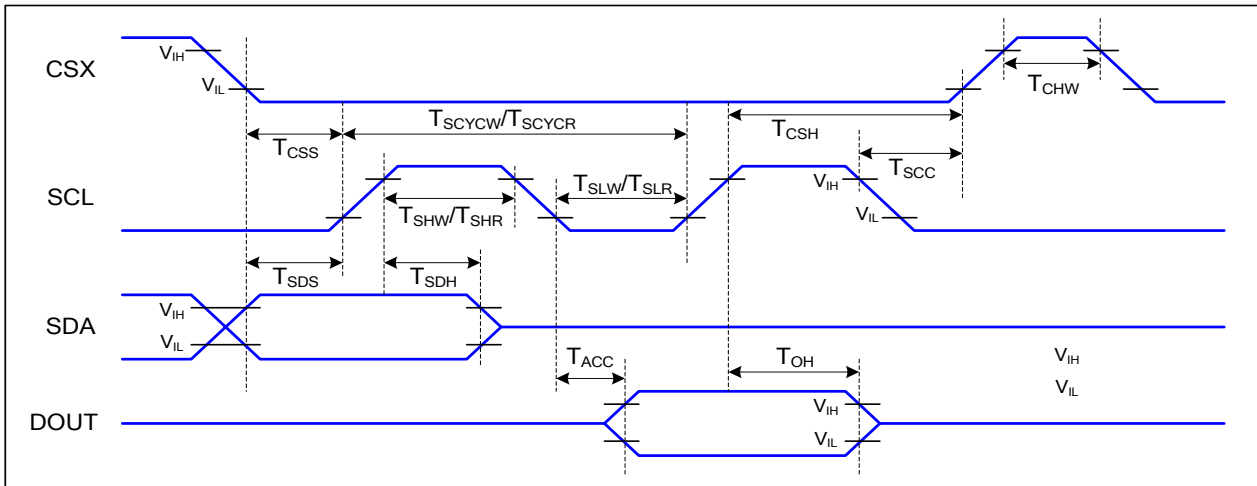 CSX
VIH
VIL
TCHW
TSCYCW/TSCYCR
TCSH
TCSS
TSCC
SCL
TSLW/TSLR
VIH
VIL
TSHW/TSHR
TSDS
TSDH
SDA
VIH
VIL
TACC
TOH
VIH
VIL
DOUT
VIH
VIL